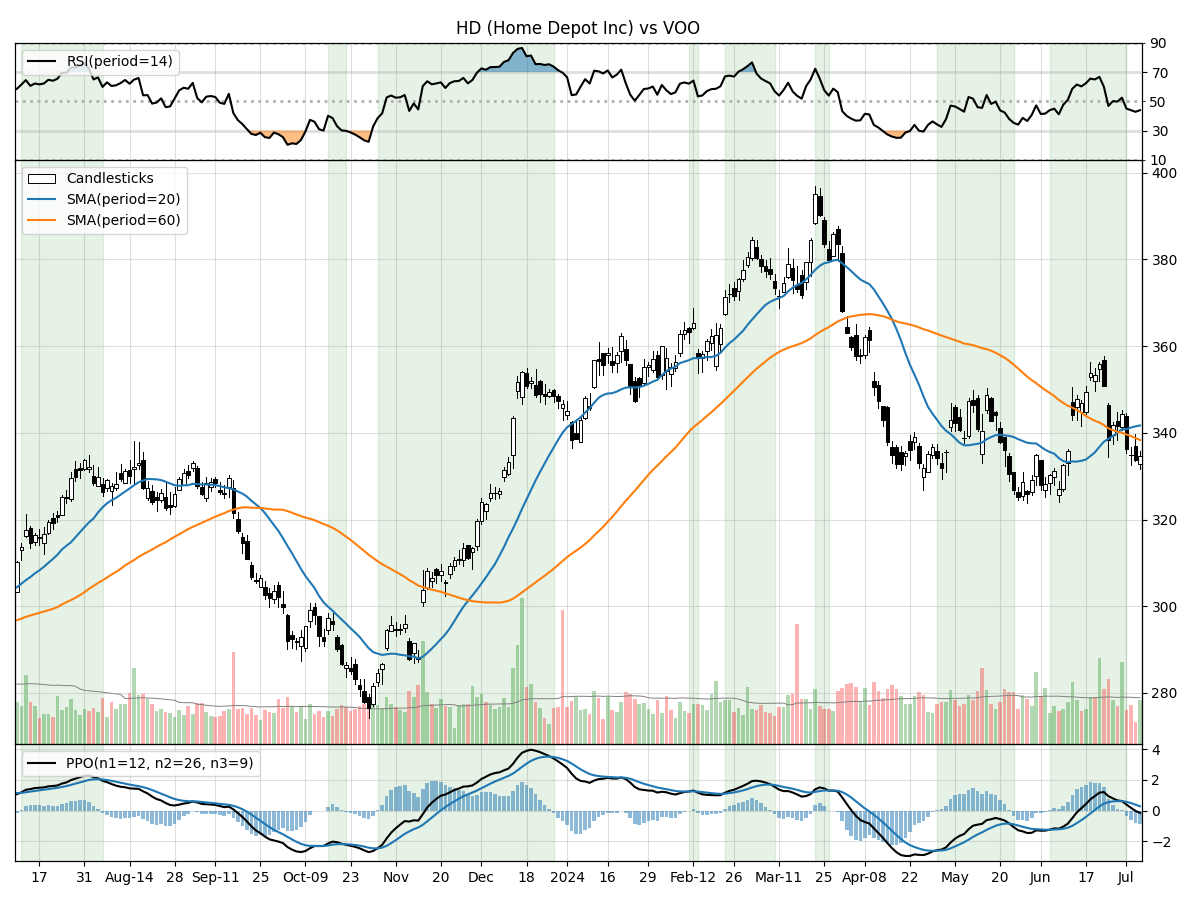 HD (Home Depot Inc) vs VOO
RSI(period=14)
90
70
50
30
10
Candlesticks
SMA(period=20)
SMA(period=60)
400
380
360
340
320
300
280
PPO(n1=12, n2=26, n3=9)
4
2
0
−2
17 31 Aug-14 28 Sep-11 25 Oct-09 23 Nov 20 Dec 18 2024 16 29 Feb-12 26 Mar-11 25 Apr-08 22 May 20 Jun 17 Jul